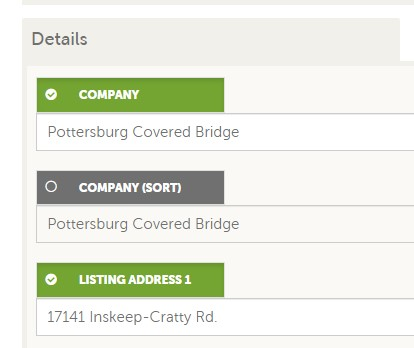 Details
COMPANY
Pottersburg Covered Bridge
COMPANY (SORT)
Pottersburg Covered Bridge
LISTING ADDRESS 1
17141 Inskeep-Cratty Rd.